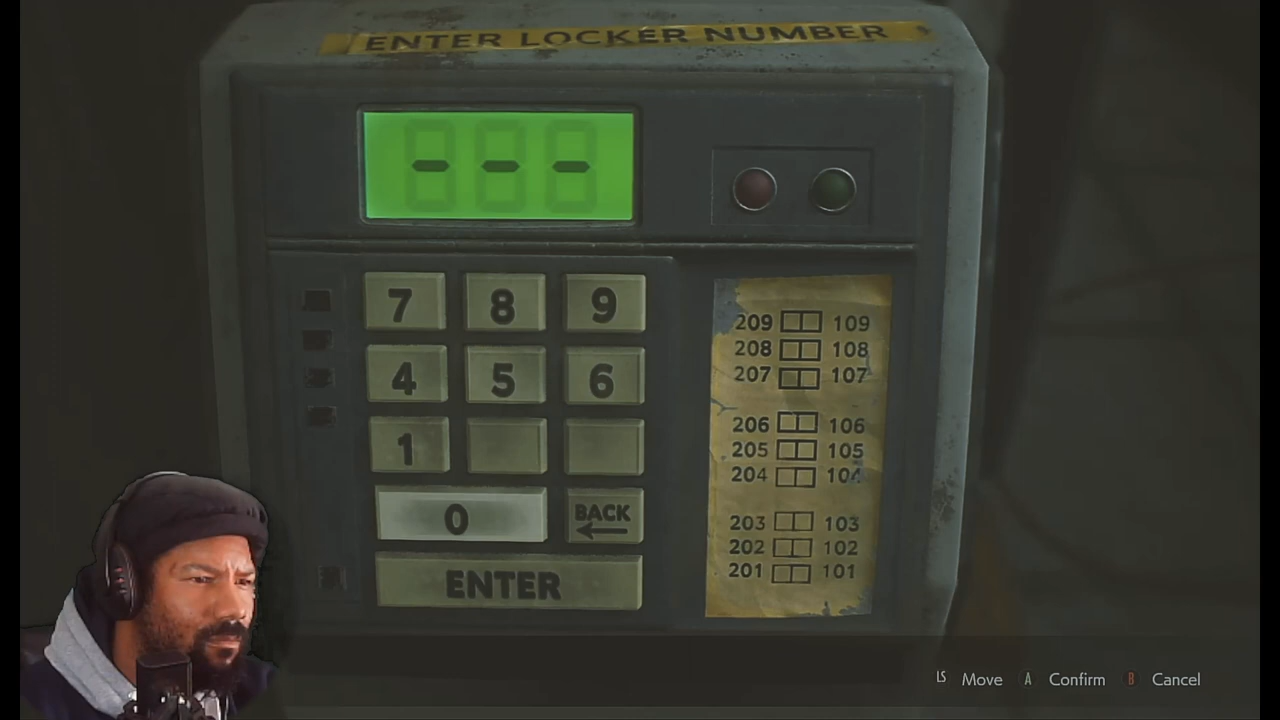 ENTER LOCKER NUMBER
- - -
7 8 9
4 5 6
1
0 BACK
ENTER
209 109
208 108
207 107
206 106
205 105
204 104
203 103
202 102
201 101
LS Move A Confirm B Cancel